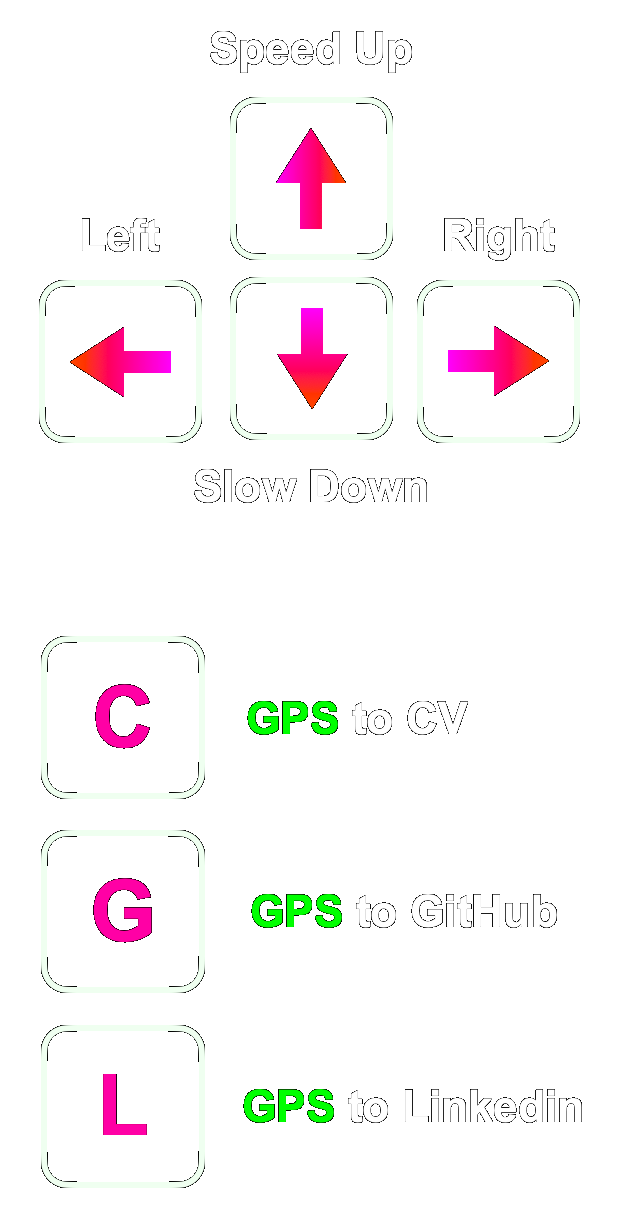 Speed Up
Left
Right
Slow Down
C
GPS to CV
G
GPS to GitHub
L
GPS to Linkedin